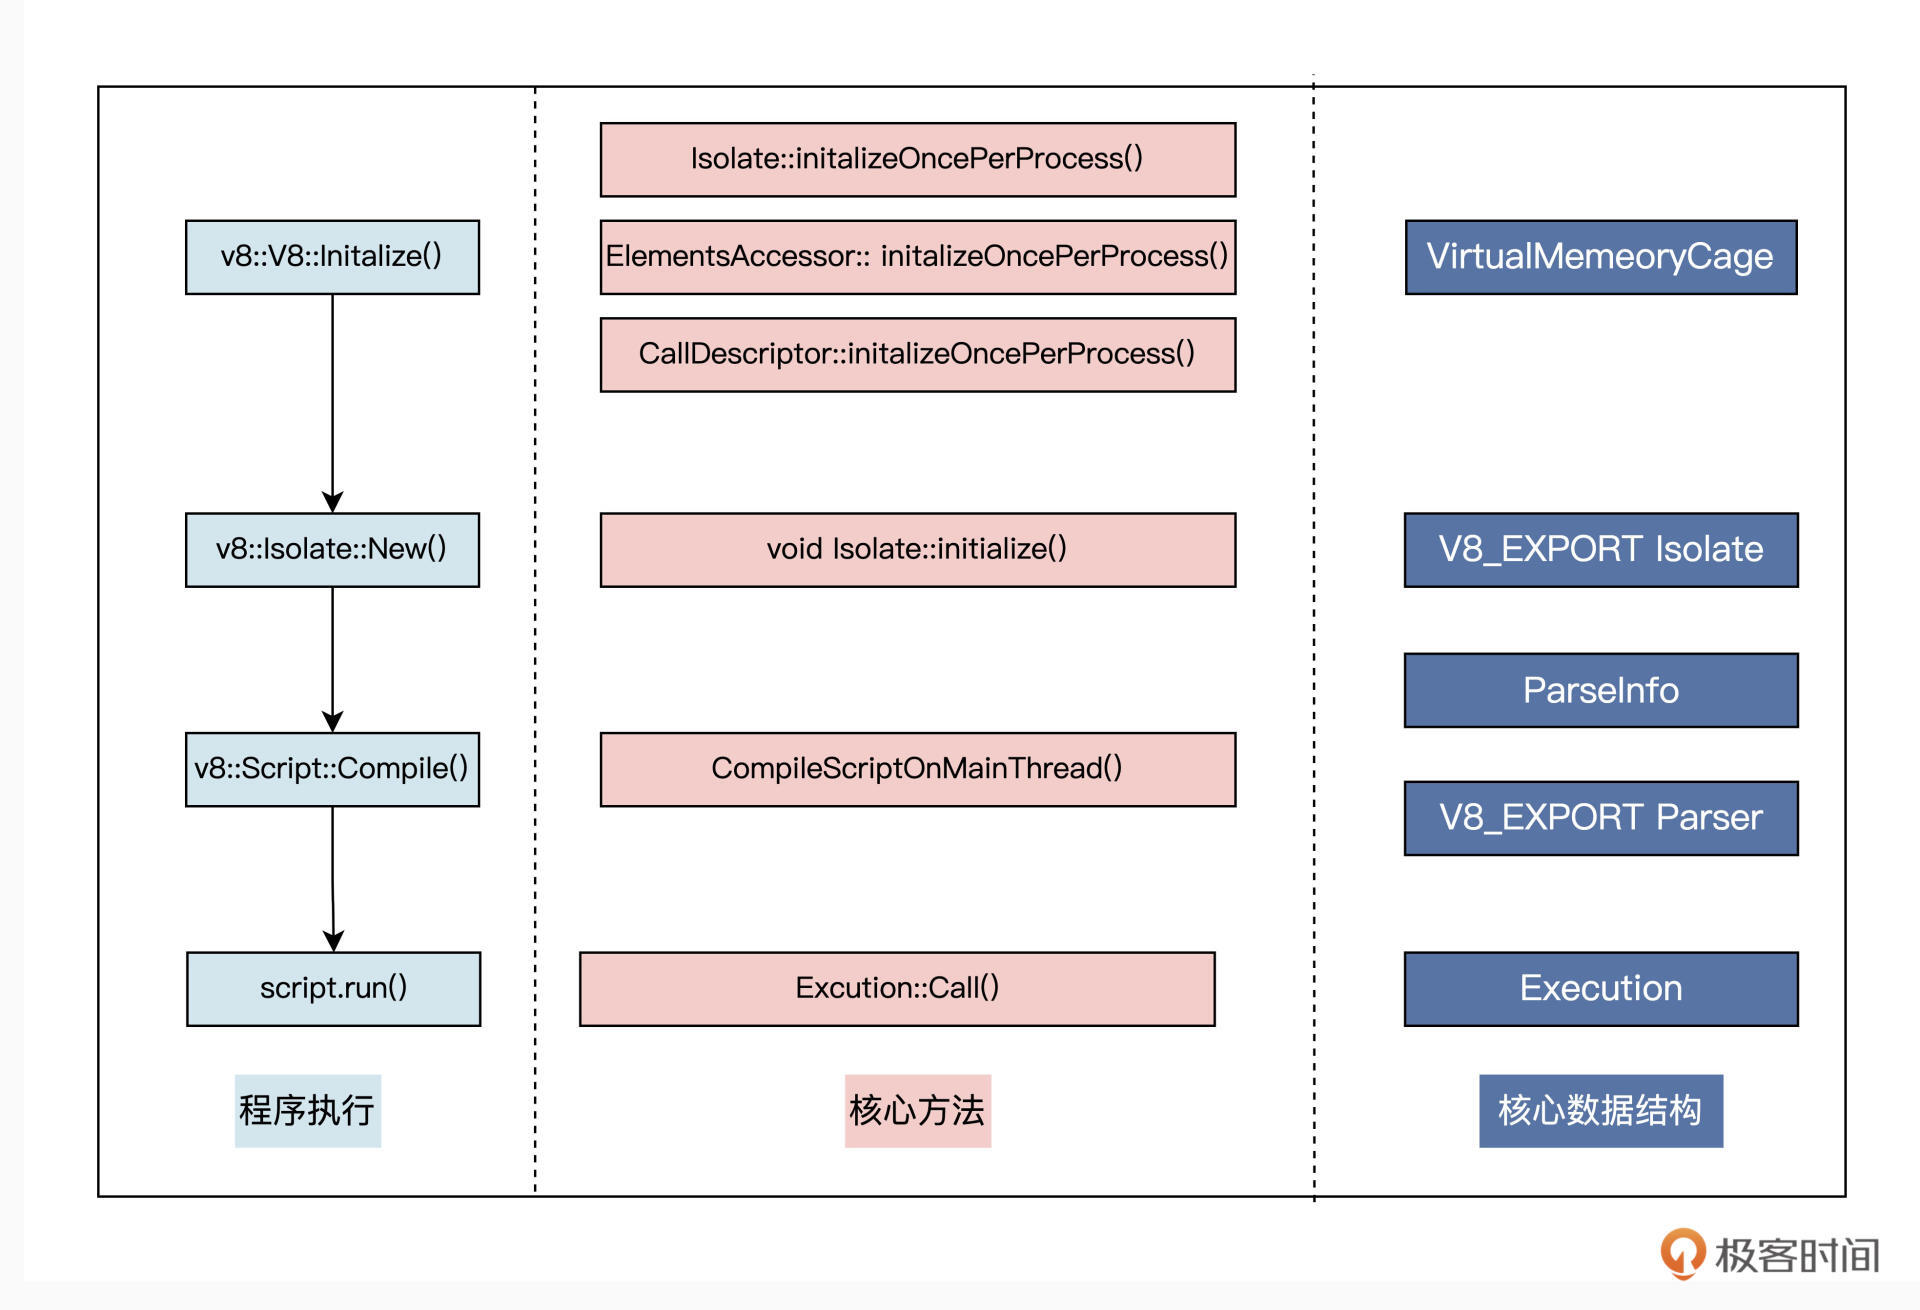 Isolate::initalizeOncePerProcess()
v8::V8::Initalize()
ElementsAccessor:: initalizeOncePerProcess()
VirtualMemeoryCage
CallDescriptor::initalizeOncePerProcess()
v8::Isolate::New()
void Isolate::initialize()
V8_EXPORT Isolate
ParseInfo
v8::Script::Compile()
CompileScriptOnMainThread()
V8_EXPORT Parser
script.run()
Excution::Call()
Execution
程序执行
核心方法
核心数据结构
极客时间